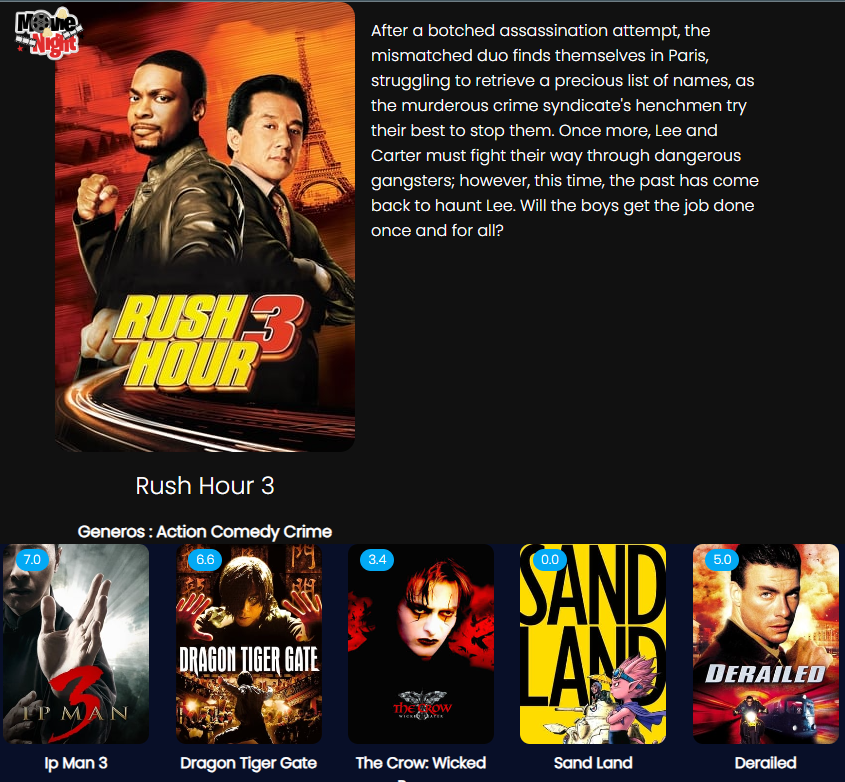 Movie
Night
After a botched assassination attempt, the
mismatched duo finds themselves in Paris,
struggling to retrieve a precious list of names, as
the murderous crime syndicate's henchmen try
their best to stop them. Once more, Lee and
Carter must fight their way through dangerous
gangsters; however, this time, the past has come
back to haunt Lee. Will the boys get the job done
once and for all?
RUSH 3
HOUR
Rush Hour 3
Generos : Action Comedy Crime
7.0
3
IP MAN
Ip Man 3
6.6
門
DRAGON TIGER GATE
Dragon Tiger Gate
3.4
THE CROW
WICKED PRAYER
The Crow: Wicked
0.0
SAND
LAND
Sand Land
5.0
DERAILED
Derailed